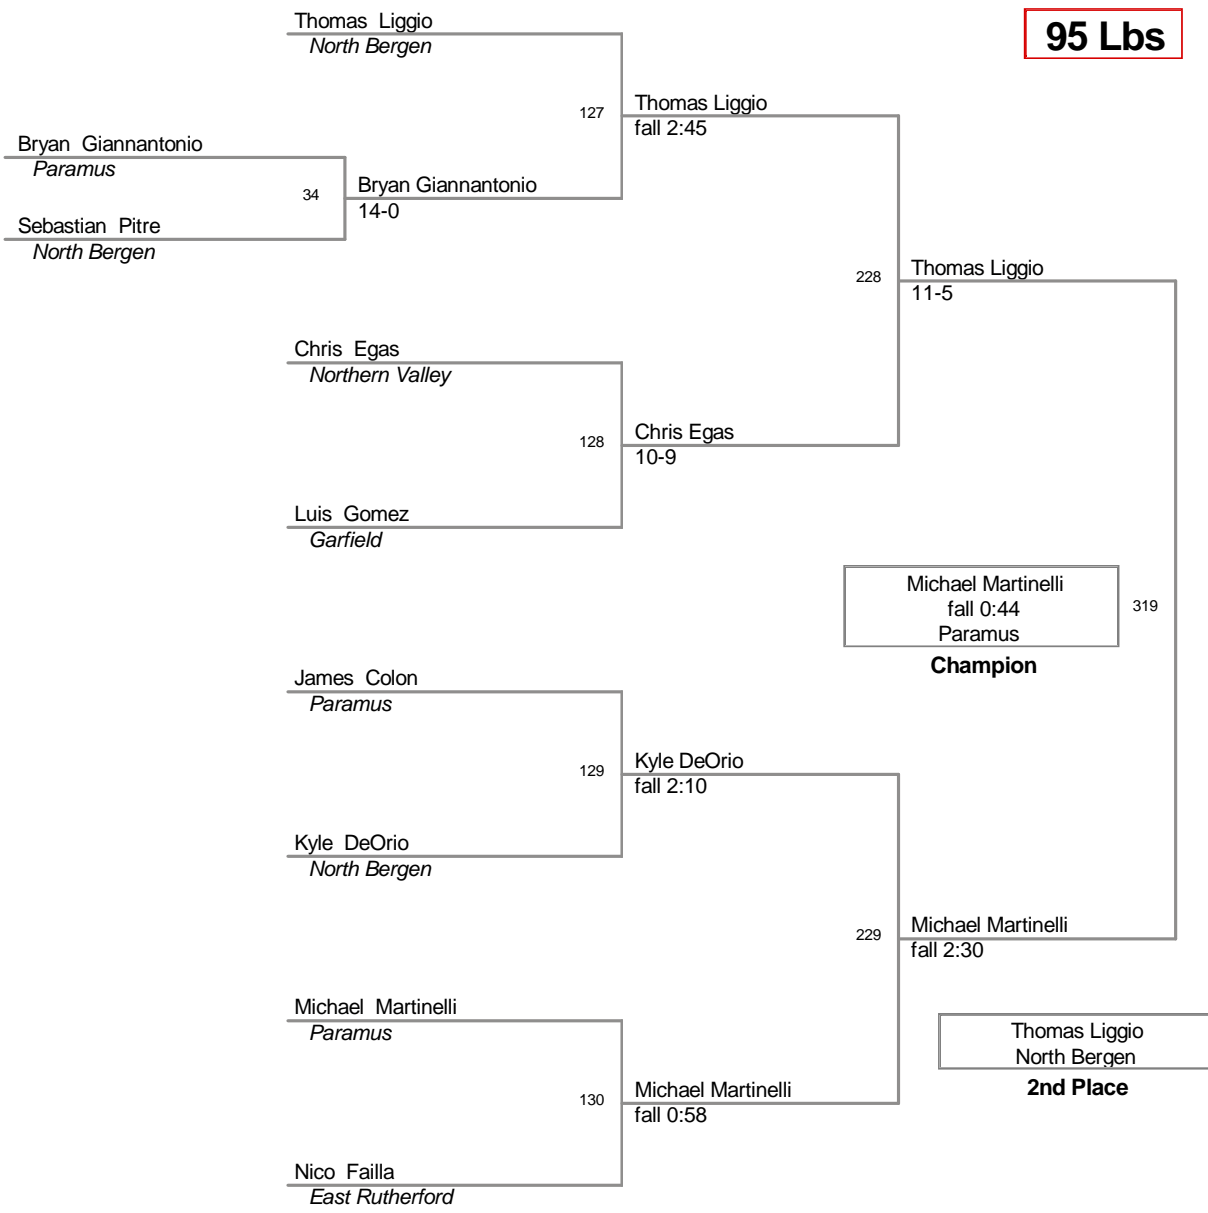 Thomas Liggio
North Bergen
95 Lbs
127
Thomas Liggio
fall 2:45
Bryan Giannantonio
Paramus
34
Bryan Giannantonio
14-0
Sebastian Pitre
North Bergen
228
Thomas Liggio
11-5
Chris Egas
Northern Valley
128
Chris Egas
10-9
Luis Gomez
Garfield
Michael Martinelli
fall 0:44
Paramus
319
Champion
James Colon
Paramus
129
Kyle DeOrio
fall 2:10
Kyle DeOrio
North Bergen
229
Michael Martinelli
fall 2:30
Michael Martinelli
Paramus
Thomas Liggio
North Bergen
2nd Place
130
Michael Martinelli
fall 0:58
Nico Failla
East Rutherford